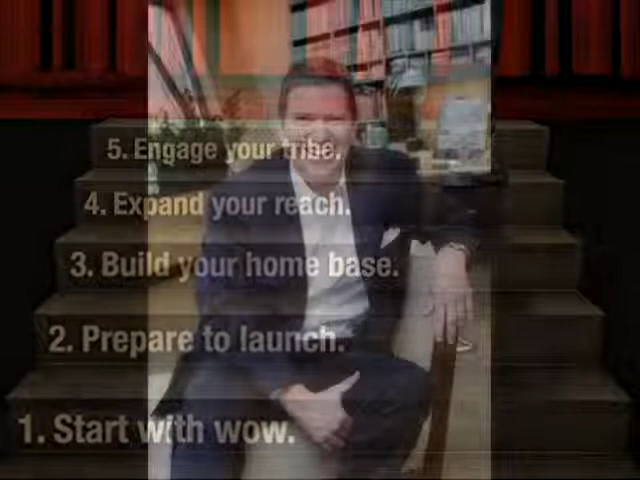 5. Engage your tribe.
4. Expand your reach.
3. Build your home base.
2. Prepare to launch.
1. Start with wow.